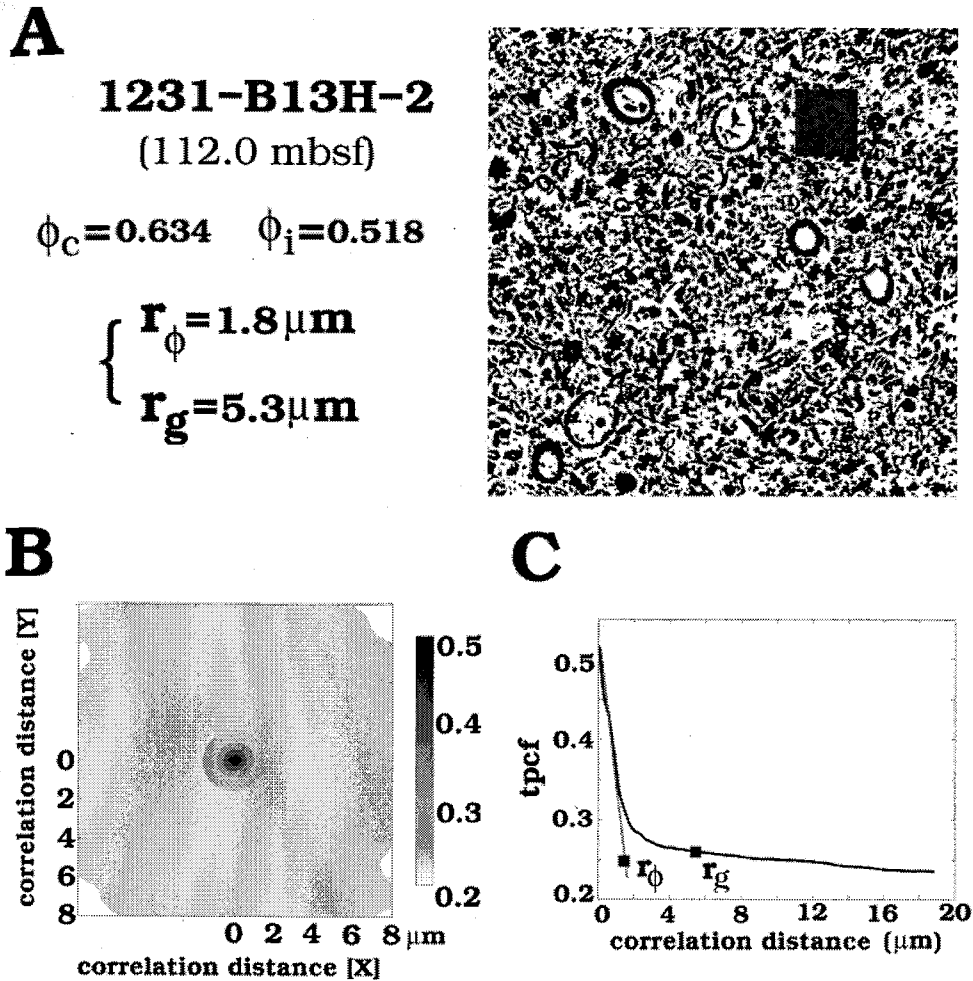 A
1231-B13H-2
(112.0 mbsf)
ϕc=0.634 ϕi=0.518
{ rϕ=1.8μm
rg=5.3μm
B
correlation distance [Y]
0
2
4
6
8
0 2 4 6 8 μm
correlation distance [X]
0.5
0.4
0.3
0.2
C
tpcf
0.5
0.4
0.3
0.2
rϕ rg
0 4 8 12 16 20
correlation distance (μm)